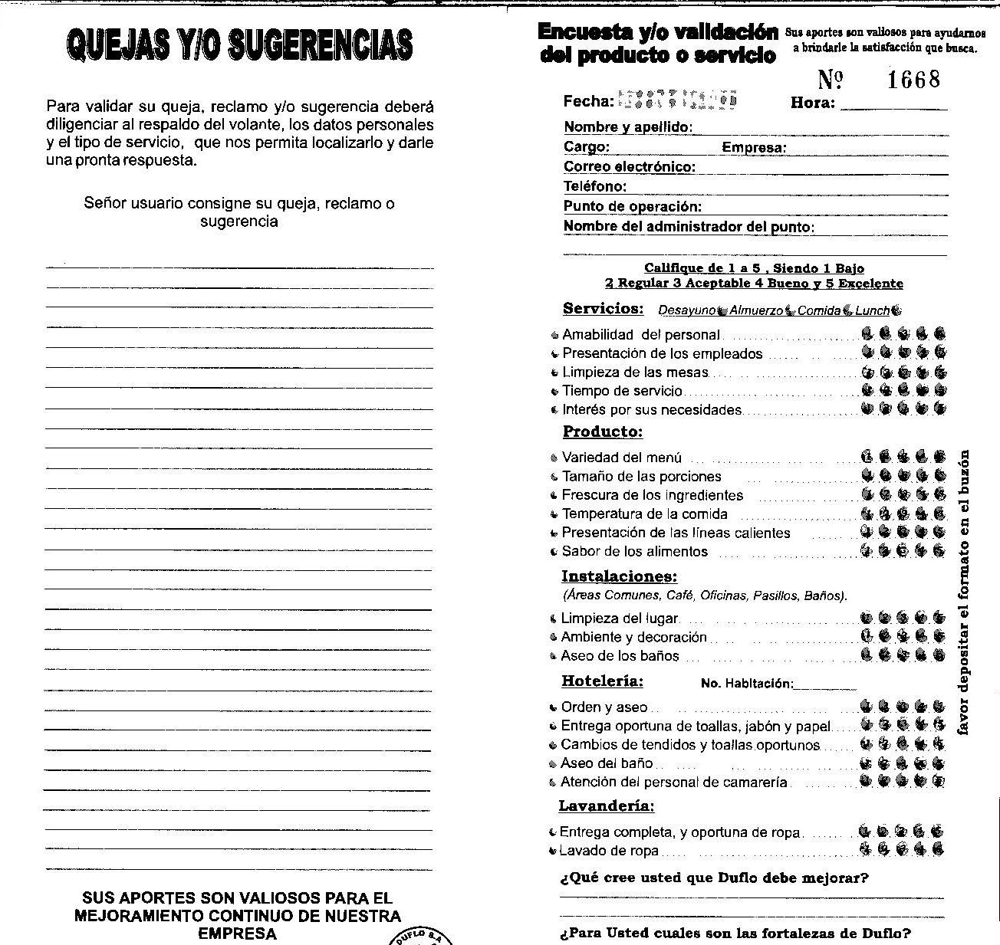 QUEJAS Y/O SUGERENCIAS
Para validar su queja, reclamo y/o sugerencia deberá
diligenciar al respaldo del volante, los datos personales
y el tipo de servicio, que nos permita localizarlo y darle
una pronta respuesta.
Señor usuario consigne su queja, reclamo o
sugerencia
SUS APORTES SON VALIOSOS PARA EL
MEJORAMIENTO CONTINUO DE NUESTRA
EMPRESA
DUFLO S.A
Encuesta y/o validación
del producto o servicio
Sus aportes son valiosos para ayudarnos
a brindarle la satisfacción que busca.
Nº 1668
Fecha:
Hora:
Nombre y apellido:
Cargo: Empresa:
Correo electrónico:
Teléfono:
Punto de operación:
Nombre del administrador del punto:
Califique de 1 a 5 , Siendo 1 Bajo
2 Regular 3 Aceptable 4 Bueno y 5 Excelente
Servicios: Desayuno Almuerzo Comida Lunch
Amabilidad del personal
Presentación de los empleados
Limpieza de las mesas
Tiempo de servicio
Interés por sus necesidades
Producto:
Variedad del menú
Tamaño de las porciones
Frescura de los ingredientes
Temperatura de la comida
Presentación de las líneas calientes
Sabor de los alimentos
Instalaciones:
(Áreas Comunes, Café, Oficinas, Pasillos, Baños).
Limpieza del lugar
Ambiente y decoración
Aseo de los baños
Hotelería: No. Habitación:
Orden y aseo
Entrega oportuna de toallas, jabón y papel
Cambios de tendidos y toallas oportunos
Aseo del baño
Atención del personal de camarería
Lavandería:
Entrega completa, y oportuna de ropa
Lavado de ropa
¿Qué cree usted que Duflo debe mejorar?
¿Para Usted cuales son las fortalezas de Duflo?
favor depositar el formato en el buzón